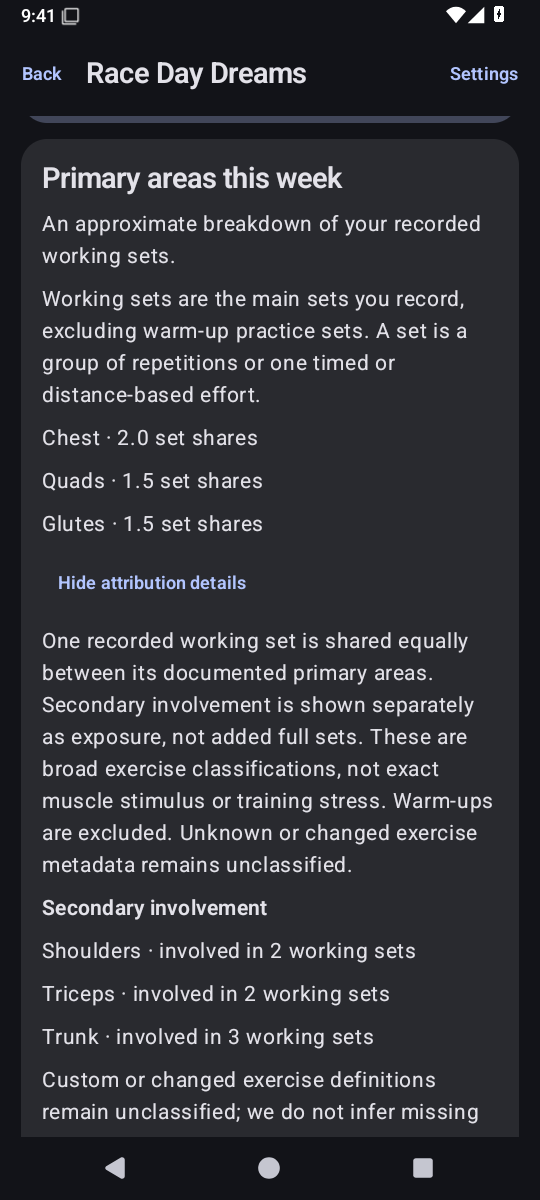 9:41
Back
Race Day Dreams
Settings
Primary areas this week
An approximate breakdown of your recorded
working sets.
Working sets are the main sets you record,
excluding warm-up practice sets. A set is a
group of repetitions or one timed or
distance-based effort.
Chest · 2.0 set shares
Quads · 1.5 set shares
Glutes · 1.5 set shares
Hide attribution details
One recorded working set is shared equally
between its documented primary areas.
Secondary involvement is shown separately
as exposure, not added full sets. These are
broad exercise classifications, not exact
muscle stimulus or training stress. Warm-ups
are excluded. Unknown or changed exercise
metadata remains unclassified.
Secondary involvement
Shoulders · involved in 2 working sets
Triceps · involved in 2 working sets
Trunk · involved in 3 working sets
Custom or changed exercise definitions
remain unclassified; we do not infer missing